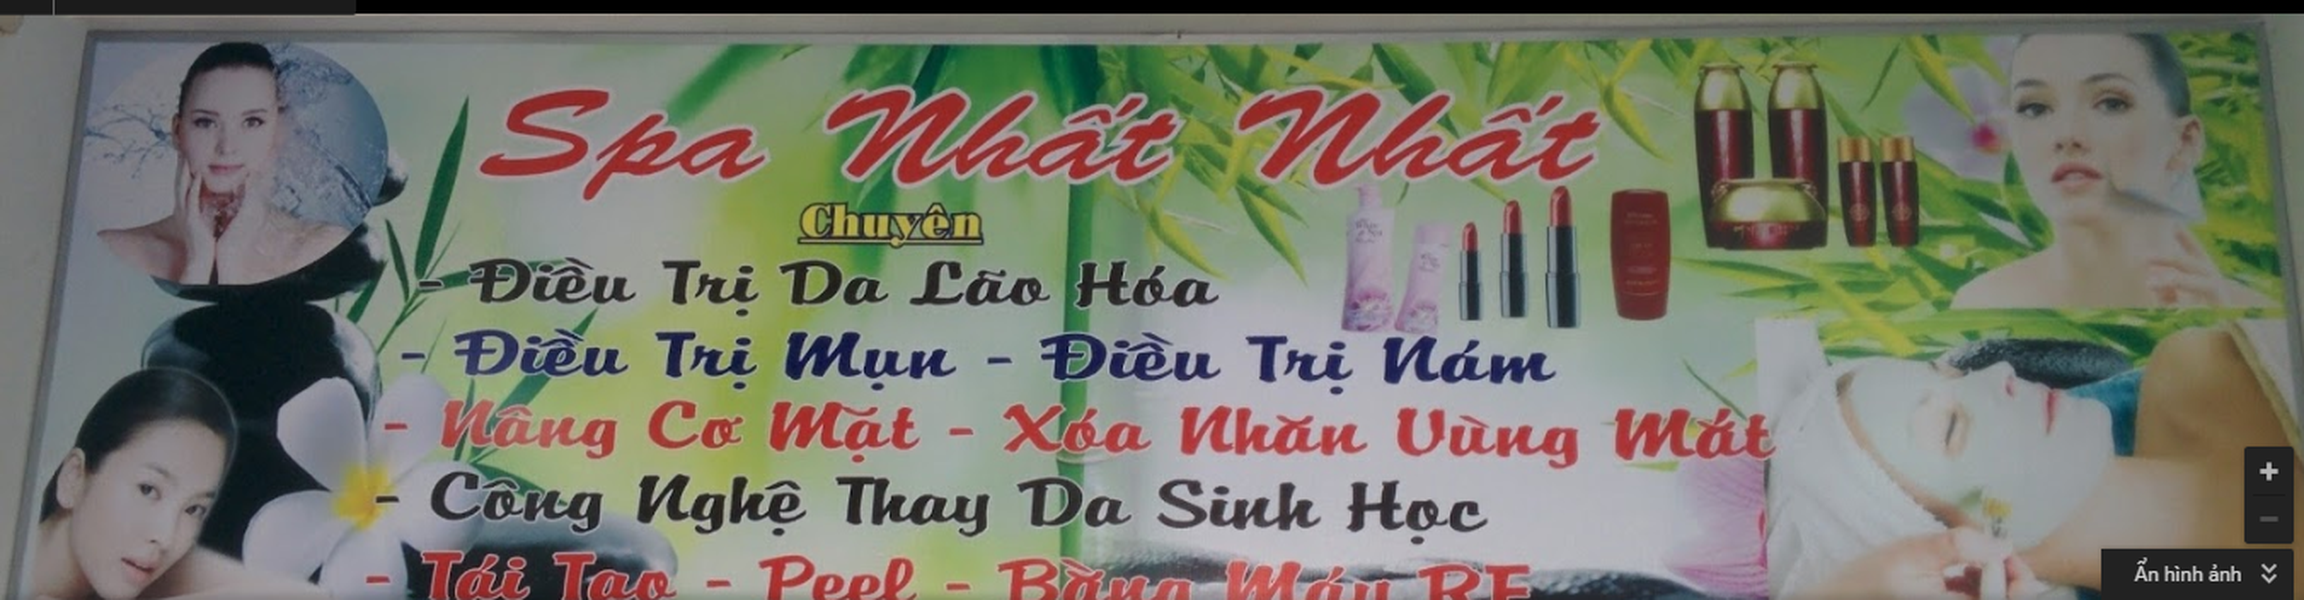 Spa Nhất Nhất
Chuyên
- Điều Trị Da Lão Hóa
- Điều Trị Mụn - Điều Trị Nám
- Nâng Cơ Mặt - Xóa Nhăn Vùng Mắt
- Công Nghệ Thay Da Sinh Học
- Tái Tạo - Peel - Bằng Máy RF
Ẩn hình ảnh